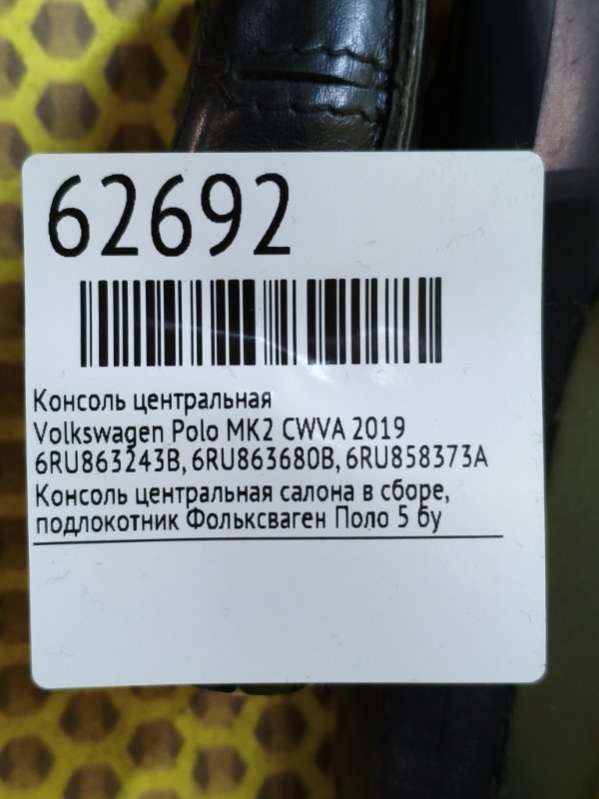 62692
Консоль центральная
Volkswagen Polo MK2 CWVA 2019
6RU863243B, 6RU863680B, 6RU858373A
Консоль центральная салона в сборе,
подлокотник Фольксваген Поло 5 бу